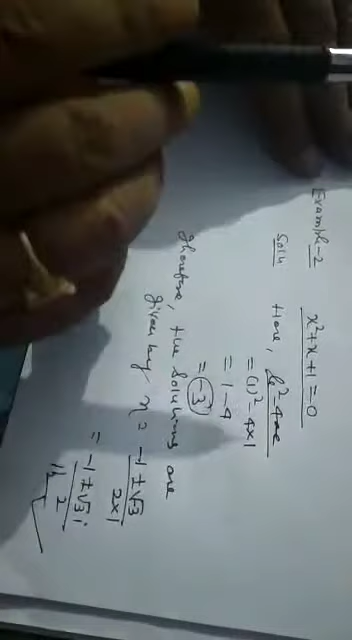 Example-2 x²+x+1=0
Soln Here, b²-4ac
= (1)² - 4×1
= 1 - 4
= -3
Therefore, the solutions are
given by x = -1 ± √3 / 2×1
= -1 ± √3 i / 2